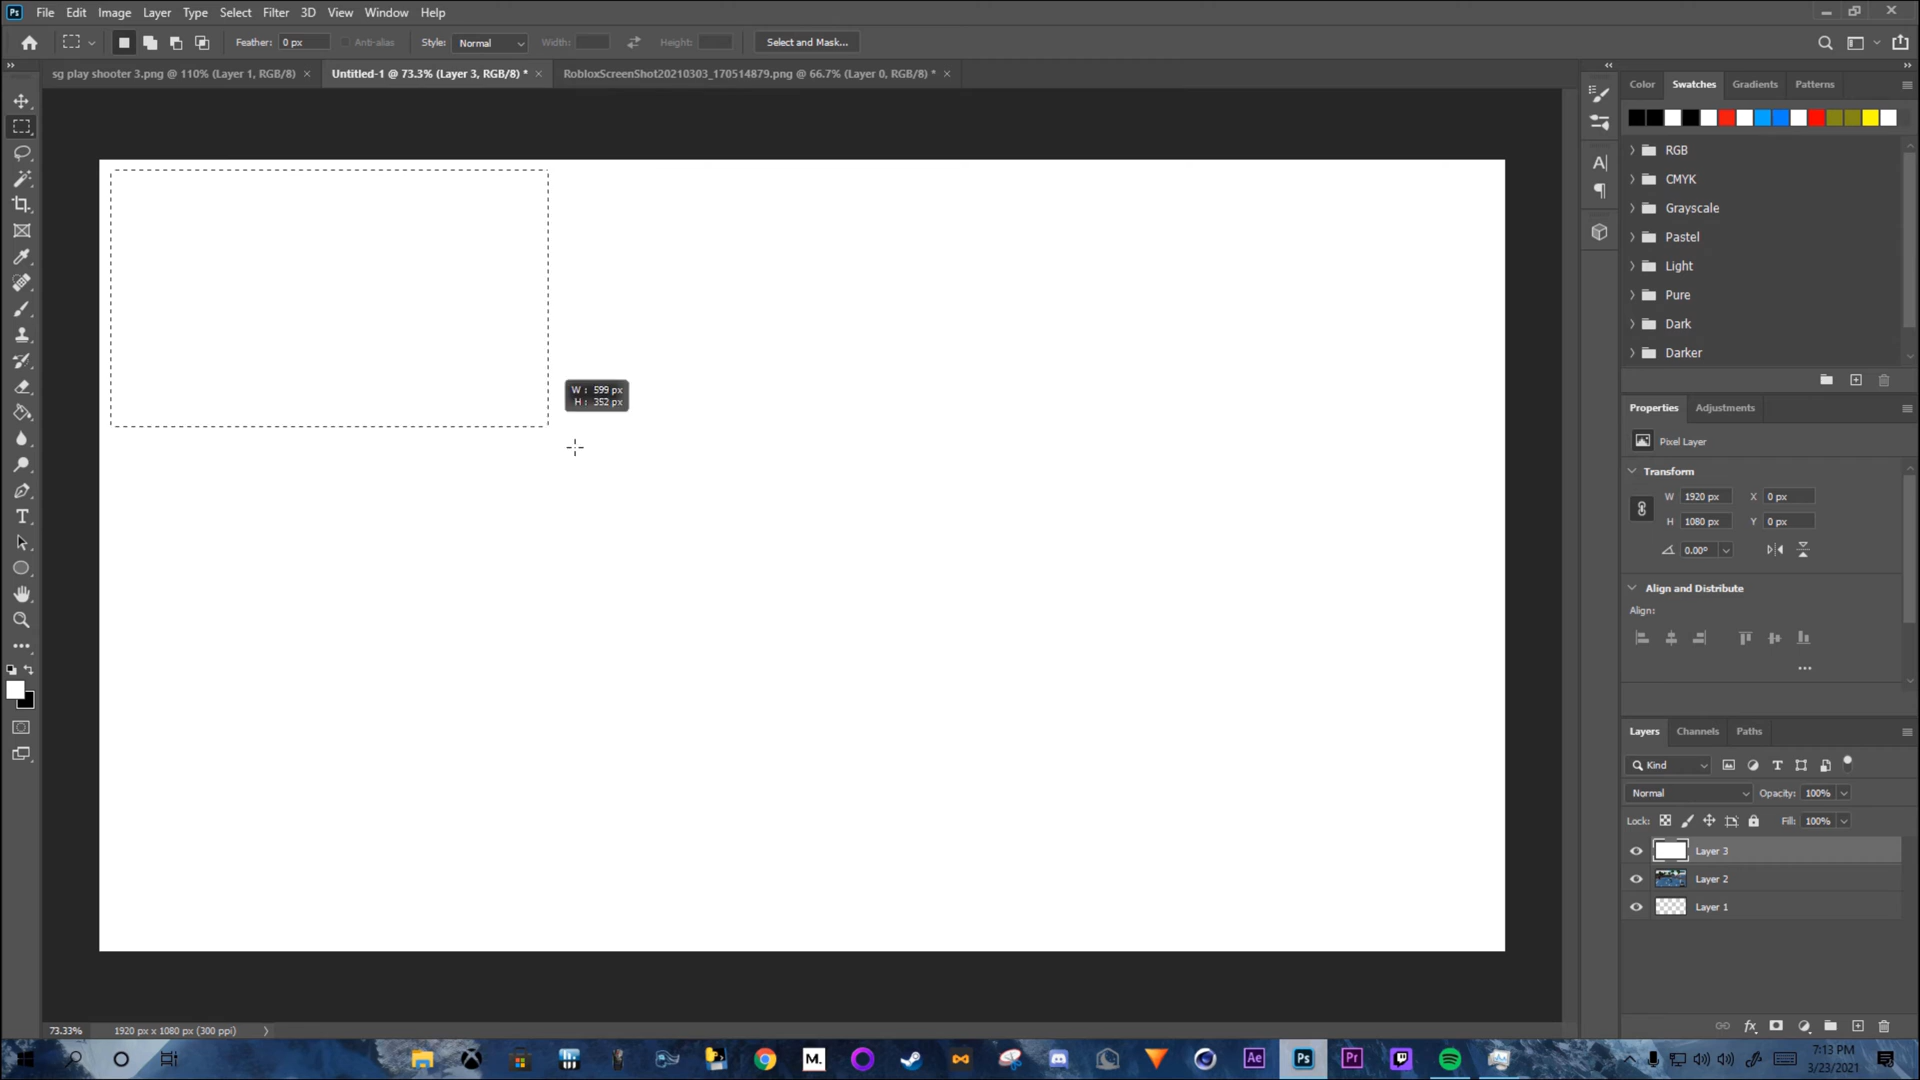 Ps File Edit Image Layer Type Select Filter 3D View Window Help
Feather: 0 px Anti-alias Style: Normal Width: Height: Select and Mask...
sg play shooter 3.png @ 110% (Layer 1, RGB/8) × Untitled-1 @ 73.3% (Layer 3, RGB/8) * × RobloxScreenShot20210303_170514879.png @ 66.7% (Layer 0, RGB/8) * ×
Color Swatches Gradients Patterns
RGB
CMYK
Grayscale
Pastel
Light
Pure
Dark
Darker
W : 599 px
H : 352 px
Properties Adjustments
Pixel Layer
Transform
W 1920 px X 0 px
H 1080 px Y 0 px
0.00°
Align and Distribute
Align:
Layers Channels Paths
Kind
Normal Opacity: 100%
Lock: Fill: 100%
Layer 3
Layer 2
Layer 1
73.33% 1920 px x 1080 px (300 ppi)
M. Ae Ps Pr
7:13 PM
3/23/2021